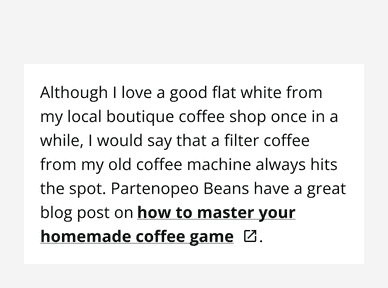 Although I love a good flat white from
my local boutique coffee shop once in a
while, I would say that a filter coffee
from my old coffee machine always hits
the spot. Partenopeo Beans have a great
blog post on how to master your
homemade coffee game .